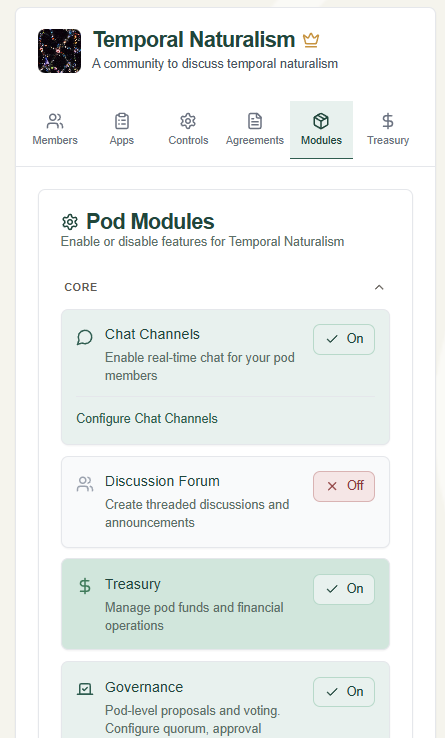 Temporal Naturalism
A community to discuss temporal naturalism
Members
Apps
Controls
Agreements
Modules
Treasury
Pod Modules
Enable or disable features for Temporal Naturalism
CORE
Chat Channels
On
Enable real-time chat for your pod
members
Configure Chat Channels
Discussion Forum
Off
Create threaded discussions and
announcements
Treasury
On
Manage pod funds and financial
operations
Governance
On
Pod-level proposals and voting.
Configure quorum, approval